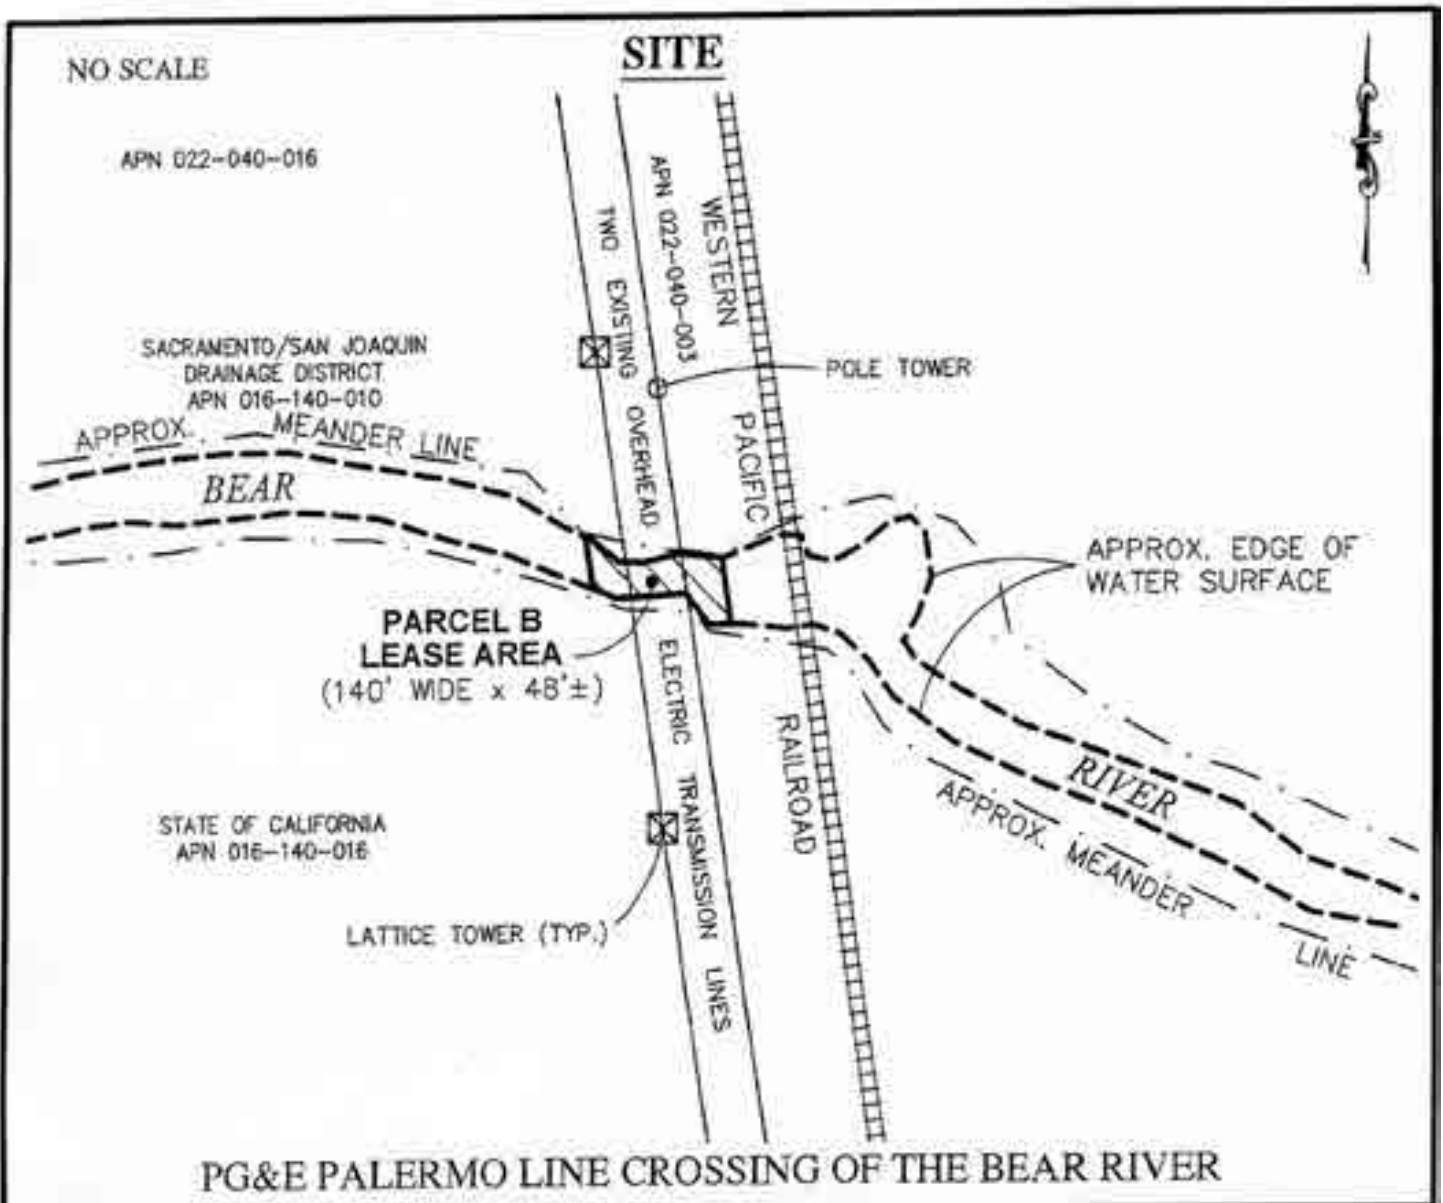 SITE
NO SCALE
APN 022-040-016
APN 022-040-003
WESTERN PACIFIC RAILROAD
TWO EXISTING OVERHEAD ELECTRIC TRANSMISSION LINES
SACRAMENTO/SAN JOAQUIN
DRAINAGE DISTRICT
APN 016-140-010
POLE TOWER
APPROX. MEANDER LINE
BEAR
APPROX. EDGE OF
WATER SURFACE
PARCEL B
LEASE AREA
(140' WIDE x 48'±)
RIVER
APPROX. MEANDER LINE
STATE OF CALIFORNIA
APN 016-140-016
LATTICE TOWER (TYP.)
PG&E PALERMO LINE CROSSING OF THE BEAR RIVER